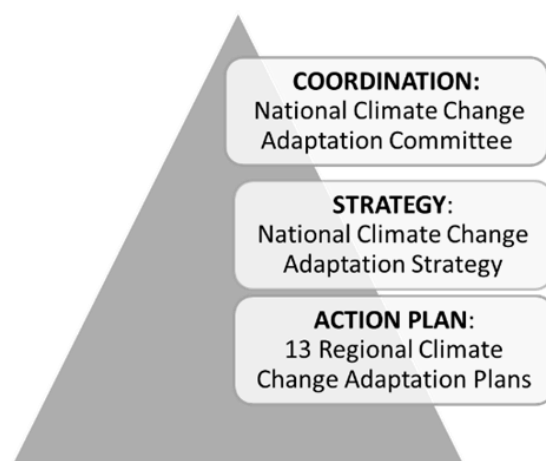 COORDINATION:
National Climate Change
Adaptation Committee
STRATEGY:
National Climate Change
Adaptation Strategy
ACTION PLAN:
13 Regional Climate
Change Adaptation Plans